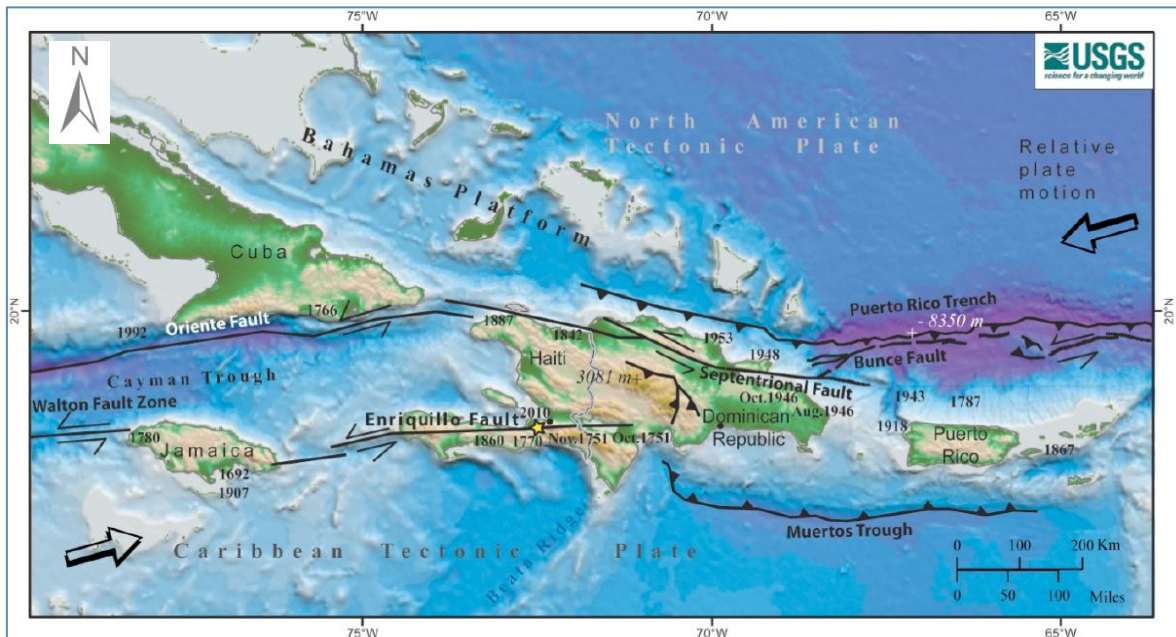 75°W
70°W
65°W
N
USGS
science for a changing world
North American
Tectonic Plate
Relative
plate
motion
Bahamas Platform
Cuba
20°N
20°N
1766
1992
Oriente Fault
1887
1842
1953
1948
Puerto Rico Trench
- 8350 m
Bunce Fault
Haiti
3081 m
Septentrional Fault
Cayman Trough
Walton Fault Zone
Oct.1946
Aug.1946
Dominican
Republic
1943
1787
1918
Puerto
Rico
1867
Enriquillo Fault
2010
1860
1770
Nov.1751
Oct.1751
1780
Jamaica
1692
1907
Muertos Trough
Beata Ridge
Caribbean Tectonic Plate
0 100 200 Km
0 50 100 Miles
75°W
70°W
65°W